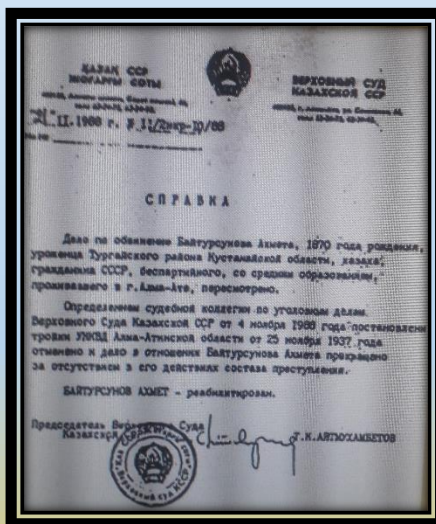 ҚАЗАҚ ССР
ЖОҒАРҒЫ СОТЫ
ВЕРХОВНЫЙ СУД
КАЗАХСКОЙ ССР
11.1988 г.
СПРАВКА
Дело по обвинению Байтурсунова Ахмета, 1870 года рождения,
уроженца Тургайского района Кустанайской области, казаха,
гражданина СССР, беспартийного, со средним образованием,
проживавшего в г.Алма-Ате, пересмотрено.
Определением судебной коллегии по уголовным делам
Верховного Суда Казахской ССР от 4 ноября 1988 года постановление
тройки УНКВД Алма-Атинской области от 25 ноября 1937 года
отменено и дело в отношении Байтурсунова Ахмета прекращено
за отсутствием в его действиях состава преступления.
БАЙТУРСУНОВ АХМЕТ - реабилитирован.
Председатель Верховного Суда
Казахской